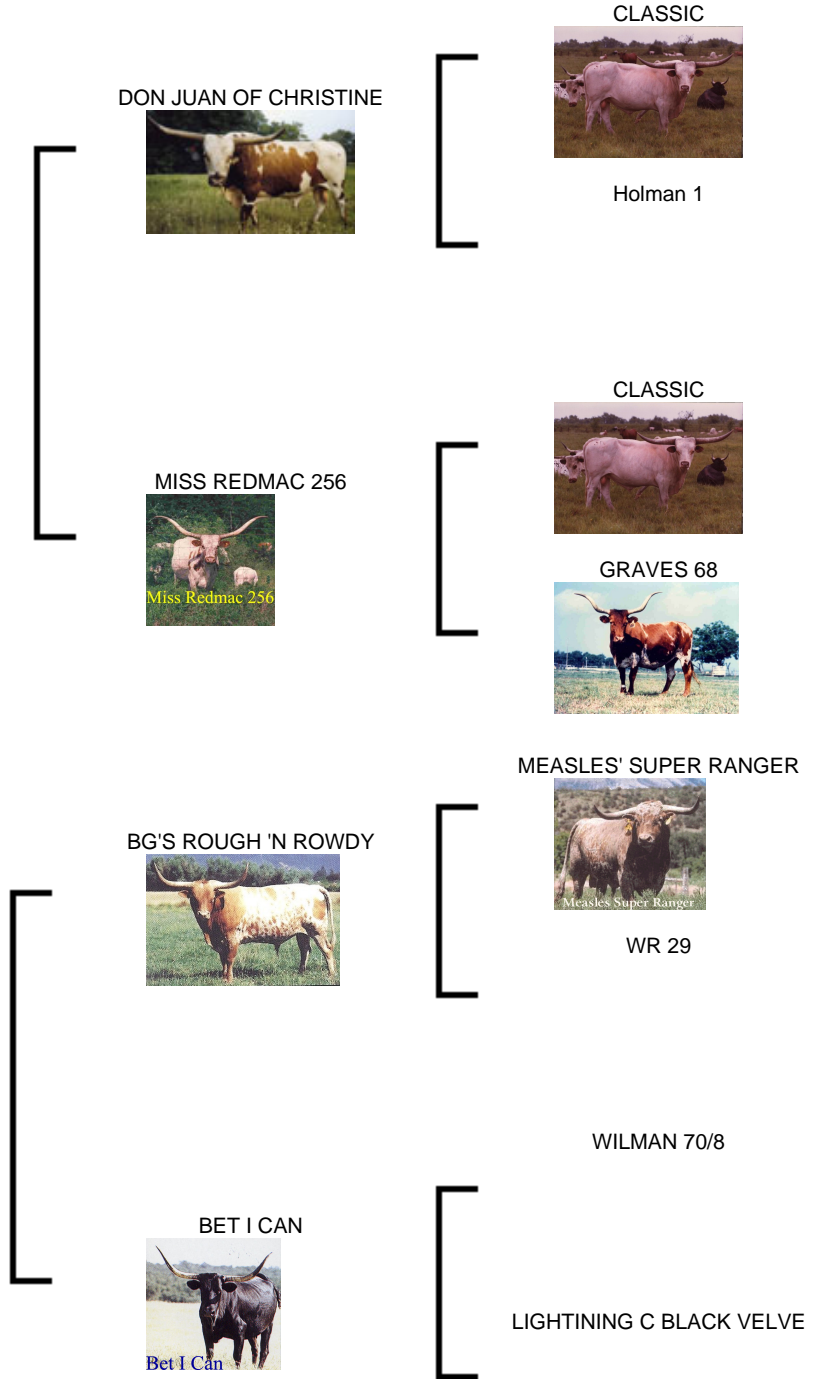 CLASSIC
DON JUAN OF CHRISTINE
Holman 1
CLASSIC
MISS REDMAC 256
Miss Redmac 256
GRAVES 68
MEASLES' SUPER RANGER
BG'S ROUGH 'N ROWDY
Measles Super Ranger
WR 29
WILMAN 70/8
BET I CAN
Bet I Can
LIGHTINING C BLACK VELVE